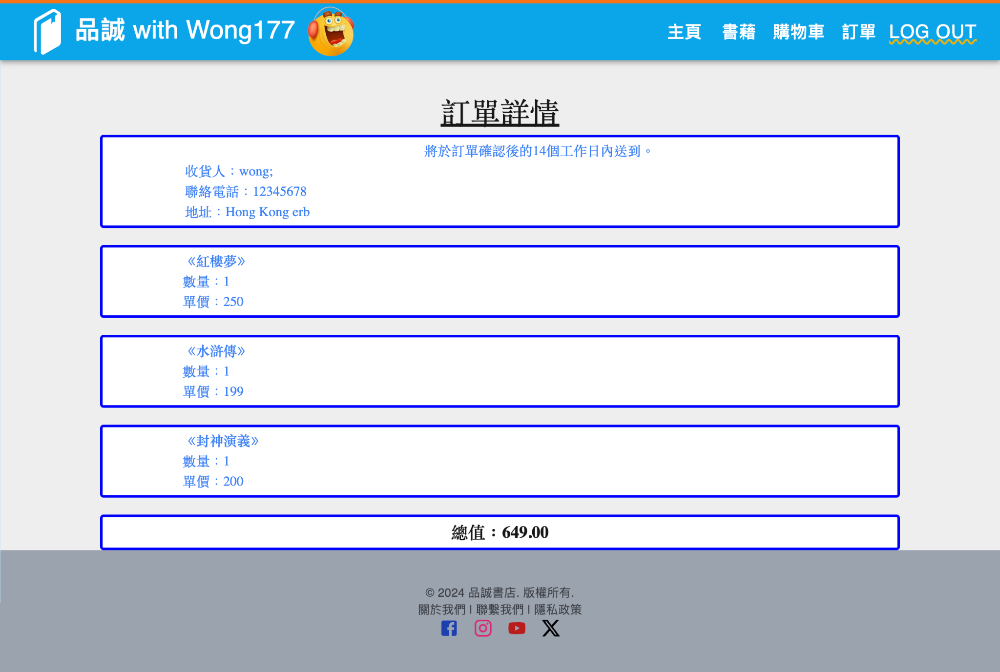 品誠 with Wong177
主頁 書藉 購物車 訂單 LOG OUT
訂單詳情
將於訂單確認後的14個工作日內送到。
收貨人：wong;
聯絡電話：12345678
地址：Hong Kong erb
《紅樓夢》
數量：1
單價：250
《水滸傳》
數量：1
單價：199
《封神演義》
數量：1
單價：200
總值：649.00
© 2024 品誠書店. 版權所有.
關於我們 | 聯繫我們 | 隱私政策